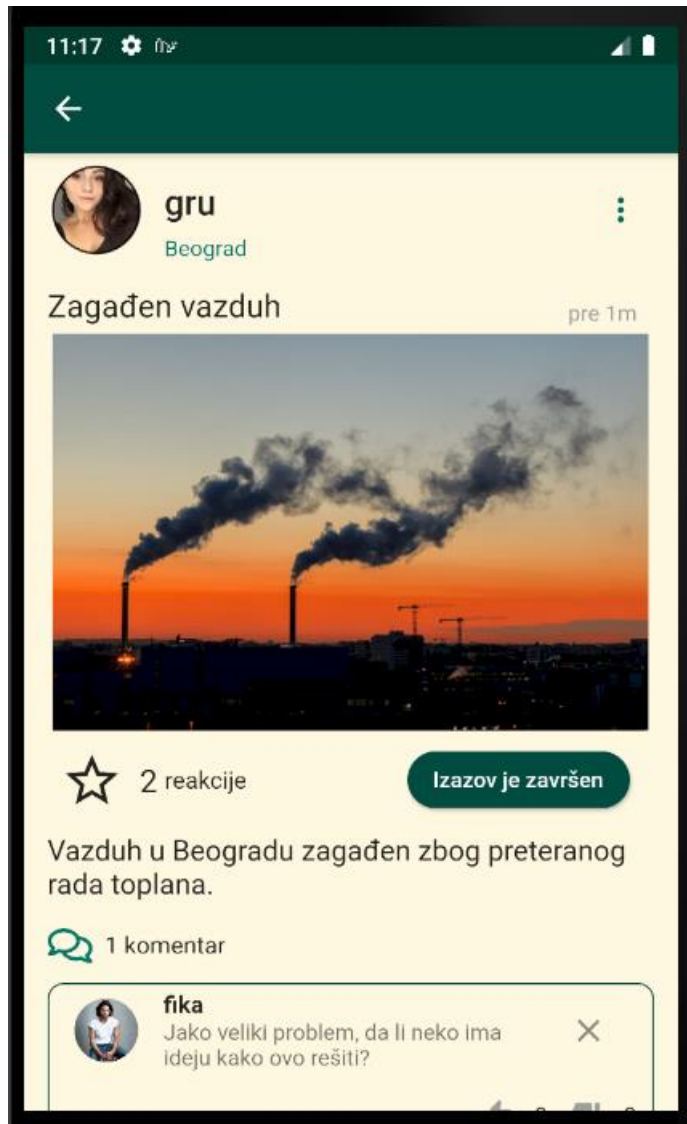 11:17
gru
Beograd
Zagađen vazduh
pre 1m
2 reakcije
Izazov je završen
Vazduh u Beogradu zagađen zbog preteranog
rada toplana.
1 komentar
fika
Jako veliki problem, da li neko ima
ideju kako ovo rešiti?